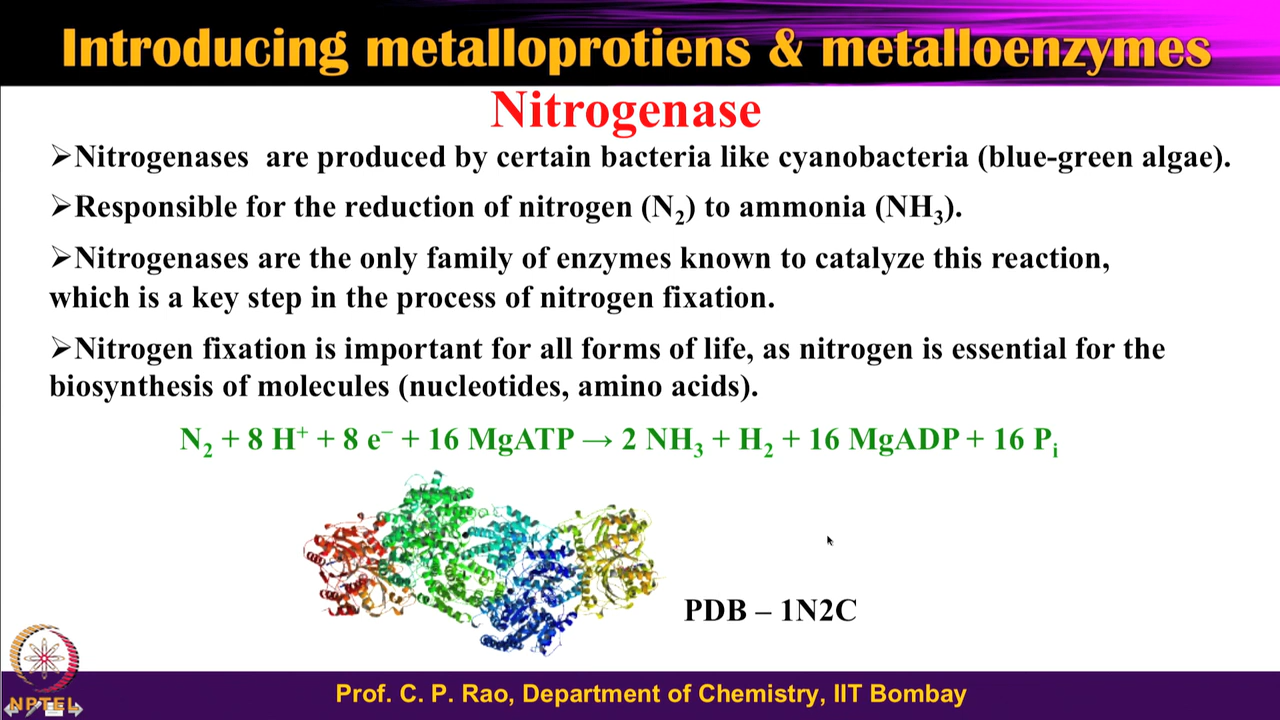 Introducing metalloprotiens & metalloenzymes
Nitrogenase
➢Nitrogenases are produced by certain bacteria like cyanobacteria (blue-green algae).
➢Responsible for the reduction of nitrogen (N₂) to ammonia (NH₃).
➢Nitrogenases are the only family of enzymes known to catalyze this reaction,
which is a key step in the process of nitrogen fixation.
➢Nitrogen fixation is important for all forms of life, as nitrogen is essential for the
biosynthesis of molecules (nucleotides, amino acids).
N₂ + 8 H⁺ + 8 e⁻ + 16 MgATP → 2 NH₃ + H₂ + 16 MgADP + 16 Pᵢ
PDB – 1N2C
Prof. C. P. Rao, Department of Chemistry, IIT Bombay
NPTEL